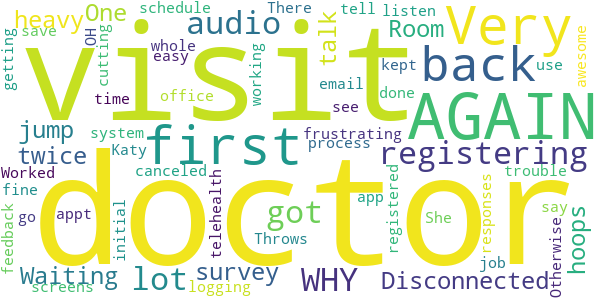 heavy One schedule There tell listen
save OH cutting audio Very awesome
getting whole easy working talk Room kept use
visit back
time office email see done AGAIN
jump system first frustrating registering
twice Katy process
Worked canceled trouble
fine doctor
feedback go appt initial telehealth got app registered She responses say Otherwise hoops
Waiting lot survey Throws WHY Disconnected job
screens logging